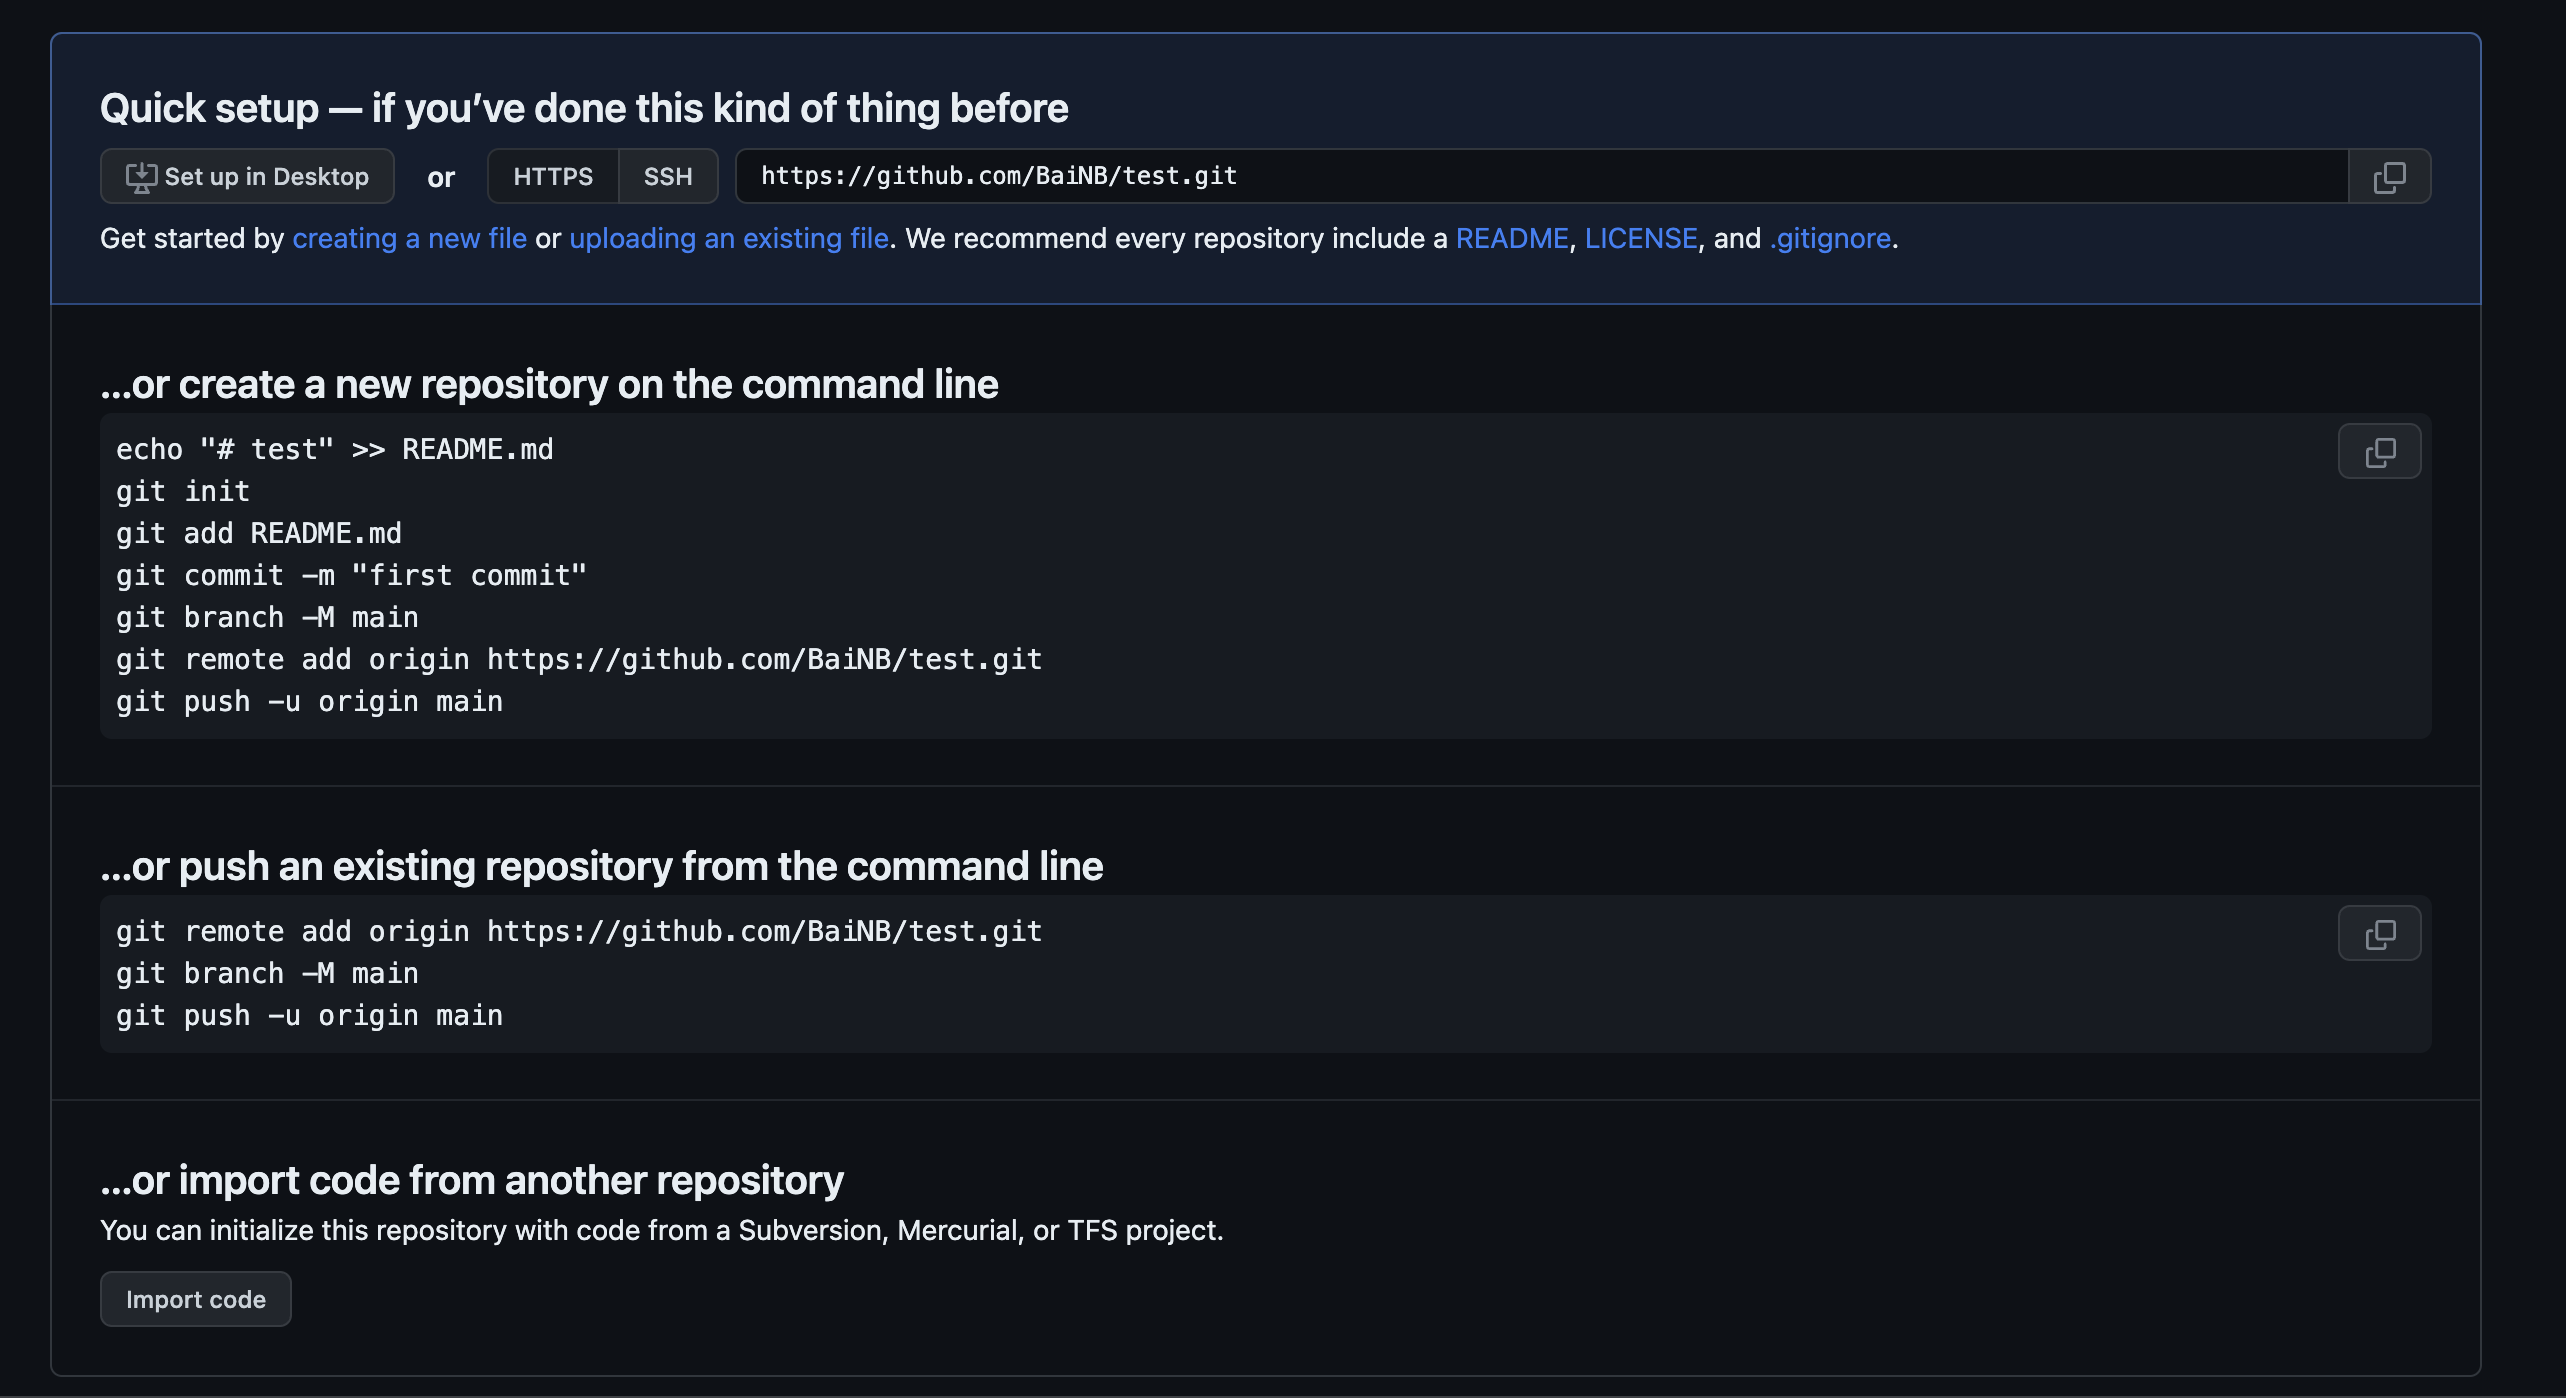 Quick setup — if you’ve done this kind of thing before
Set up in Desktop or HTTPS SSH https://github.com/BaiNB/test.git
Get started by creating a new file or uploading an existing file. We recommend every repository include a README, LICENSE, and .gitignore.
…or create a new repository on the command line
echo "# test" >> README.md
git init
git add README.md
git commit -m "first commit"
git branch -M main
git remote add origin https://github.com/BaiNB/test.git
git push -u origin main
…or push an existing repository from the command line
git remote add origin https://github.com/BaiNB/test.git
git branch -M main
git push -u origin main
…or import code from another repository
You can initialize this repository with code from a Subversion, Mercurial, or TFS project.
Import code